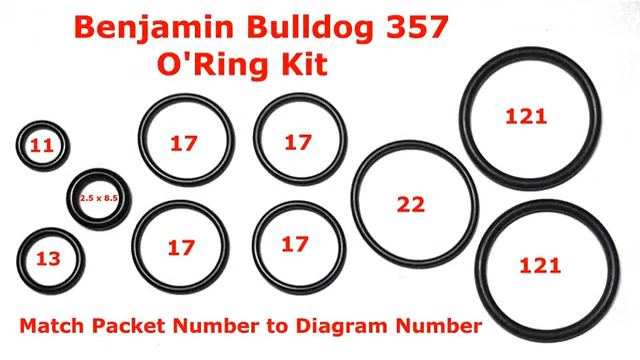 Benjamin Bulldog 357
O'Ring Kit
11
17
17
121
2.5 x 8.5
22
13
17
17
121
Match Packet Number to Diagram Number